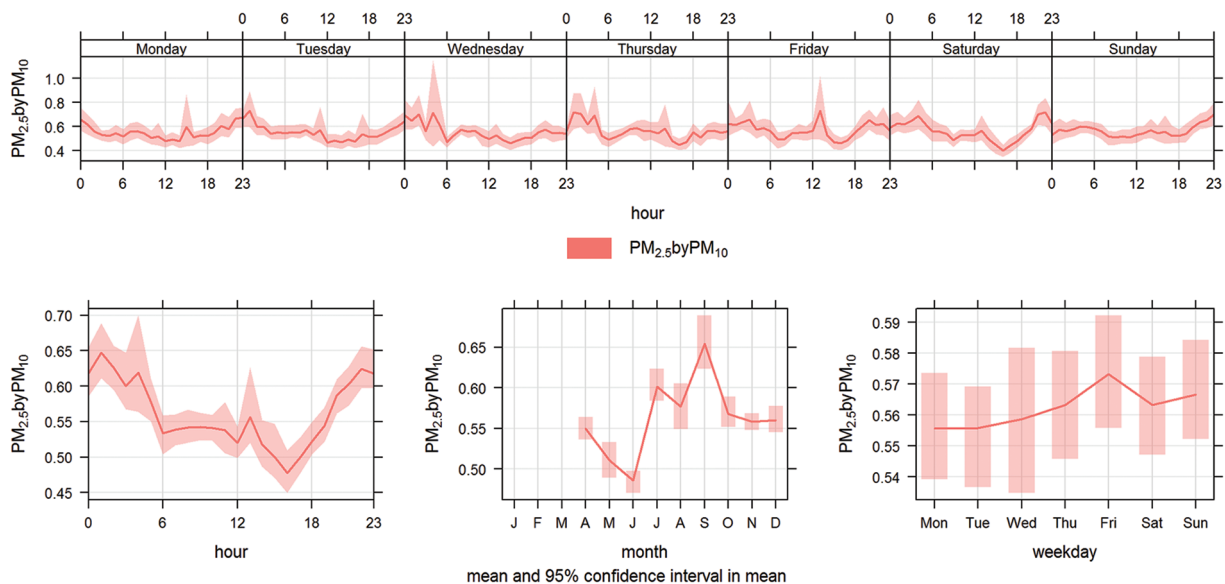 0 12 23 6 18 0 12 23 6 18
Monday Tuesday Wednesday Thursday Friday Saturday Sunday
PM2.5byPM10
1.0
0.8
0.6
0.4
0 6 12 18 23 0 6 12 18 23 0 6 12 18 23 0 6 12 18 23
hour
PM2.5byPM10
PM2.5byPM10
0.70
0.65
0.60
0.55
0.50
0.45
0 6 12 18 23
hour
PM2.5byPM10
0.65
0.60
0.55
0.50
J F M A M J J A S O N D
month
PM2.5byPM10
0.59
0.58
0.57
0.56
0.55
0.54
Mon Tue Wed Thu Fri Sat Sun
weekday
mean and 95% confidence interval in mean